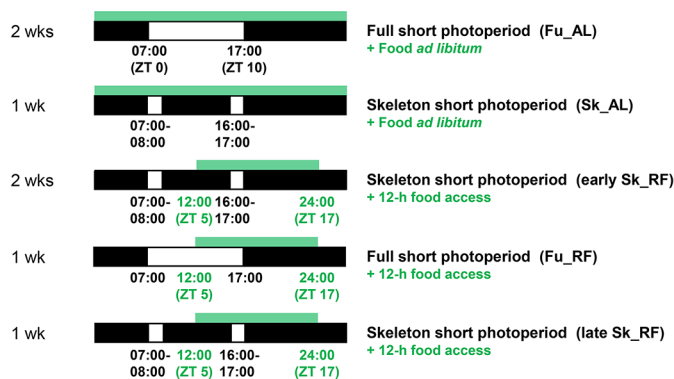 2 wks
Full short photoperiod (Fu_AL)
+ Food ad libitum
07:00 17:00
(ZT 0) (ZT 10)
1 wk
Skeleton short photoperiod (Sk_AL)
+ Food ad libitum
07:00- 16:00-
08:00 17:00
2 wks
Skeleton short photoperiod (early Sk_RF)
+ 12-h food access
07:00- 12:00 16:00- 24:00
08:00 (ZT 5) 17:00 (ZT 17)
1 wk
Full short photoperiod (Fu_RF)
+ 12-h food access
07:00 12:00 17:00 24:00
(ZT 5) (ZT 17)
1 wk
Skeleton short photoperiod (late Sk_RF)
+ 12-h food access
07:00- 12:00 16:00- 24:00
08:00 (ZT 5) 17:00 (ZT 17)